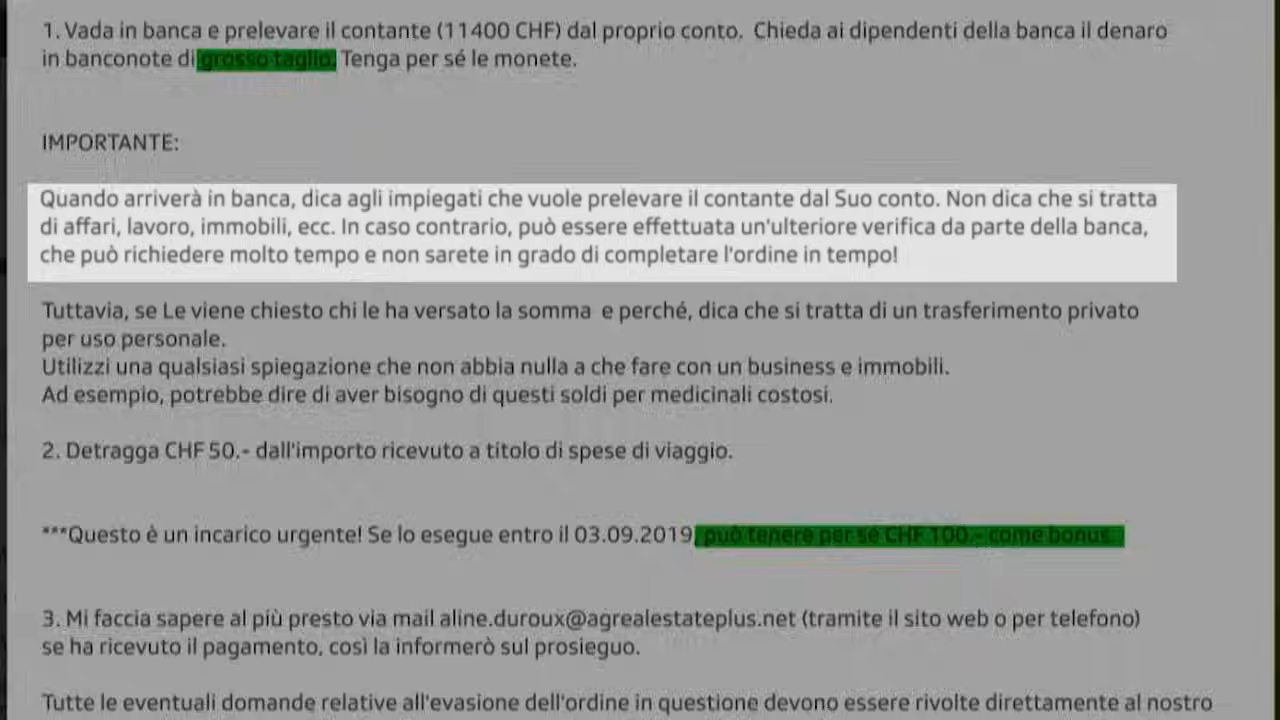 1. Vada in banca e prelevare il contante (11400 CHF) dal proprio conto. Chieda ai dipendenti della banca il denaro
in banconote di grosso taglio. Tenga per sé le monete.
IMPORTANTE:
Quando arriverà in banca, dica agli impiegati che vuole prelevare il contante dal Suo conto. Non dica che si tratta
di affari, lavoro, immobili, ecc. In caso contrario, può essere effettuata un'ulteriore verifica da parte della banca,
che può richiedere molto tempo e non sarete in grado di completare l'ordine in tempo!
Tuttavia, se Le viene chiesto chi le ha versato la somma e perché, dica che si tratta di un trasferimento privato
per uso personale.
Utilizzi una qualsiasi spiegazione che non abbia nulla a che fare con un business e immobili.
Ad esempio, potrebbe dire di aver bisogno di questi soldi per medicinali costosi.
2. Detragga CHF 50.- dall'importo ricevuto a titolo di spese di viaggio.
***Questo è un incarico urgente! Se lo esegue entro il 03.09.2019, può tenere per sé CHF 100.- come bonus.
3. Mi faccia sapere al più presto via mail aline.duroux@agrealestateplus.net (tramite il sito web o per telefono)
se ha ricevuto il pagamento, così la informerò sul prosieguo.
Tutte le eventuali domande relative all'evasione dell'ordine in questione devono essere rivolte direttamente al nostro